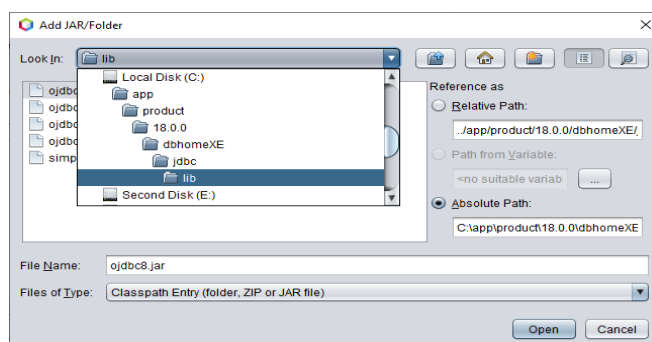 Add JAR/Folder
Look In: lib
Local Disk (C:)
app
product
18.0.0
dbhomeXE
jdbc
lib
Second Disk (E:)
ojdbc
ojdbc
ojdbc
ojdbc
simp
Reference as
Relative Path:
../app/product/18.0.0/dbhomeXE/
Path from Variable:
<no suitable variab
...
Absolute Path:
C:\app\product\18.0.0\dbhomeXE
File Name: ojdbc8.jar
Files of Type: Classpath Entry (folder, ZIP or JAR file)
Open Cancel